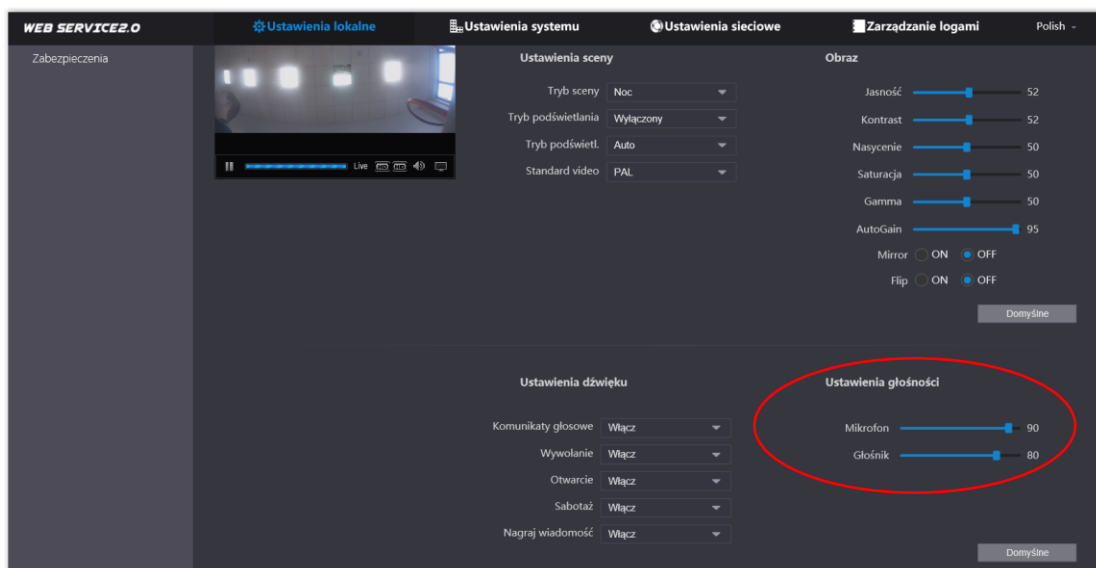 WEB SERVICE2.0 Ustawienia lokalne Ustawienia systemu Ustawienia sieciowe Zarządzanie logami Polish
Zabezpieczenia
Live
Ustawienia sceny
Tryb sceny Noc
Tryb podświetlania Wyłączony
Tryb podświetl. Auto
Standard video PAL
Obraz
Jasność 52
Kontrast 52
Nasycenie 50
Saturacja 50
Gamma 50
AutoGain 95
Mirror ON OFF
Flip ON OFF
Domyślne
Ustawienia dźwięku
Komunikaty głosowe Włącz
Wywołanie Włącz
Otwarcie Włącz
Sabotaż Włącz
Nagraj wiadomość Włącz
Ustawienia głośności
Mikrofon 90
Głośnik 80
Domyślne